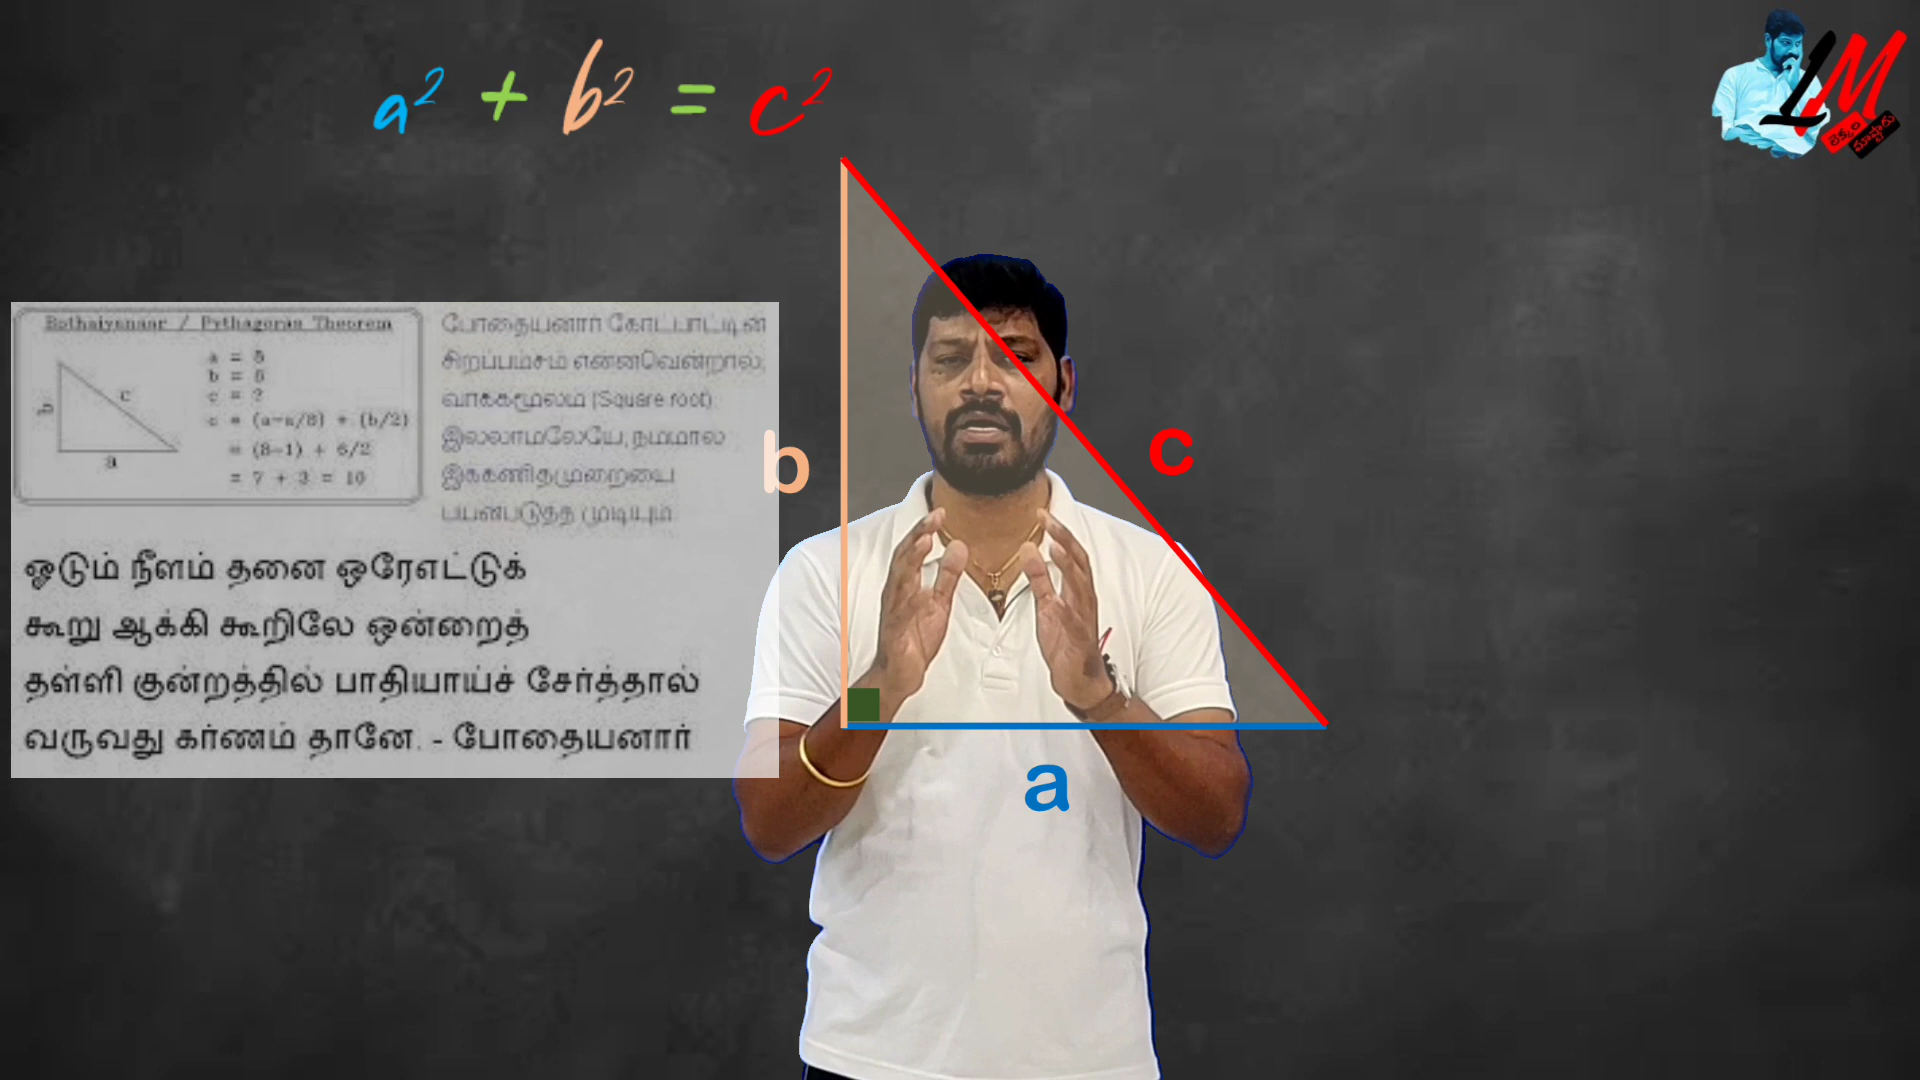 a² + b² = c²
Bothaiyanaar / Pythagoras Theorem
a = 8
b = 6
c = ?
c = (a-a/8) + (b/2)
= (8-1) + 6/2
= 7 + 3 = 10
b
c
a
போதையனார் கோட்பாட்டின்
சிறப்பம்சம் என்னவென்றால்,
வர்க்கமூலம் (Square root)
இல்லாமலேயே, நம்மால்
இக்கணிதமுறையை
பயன்படுத்த முடியும்.
ஓடும் நீளம் தனை ஒரேஎட்டுக்
கூறு ஆக்கி கூறிலே ஒன்றைத்
தள்ளி குன்றத்தில் பாதியாய்ச் சேர்த்தால்
வருவது கர்ணம் தானே. - போதையனார்
b
c
a
LM